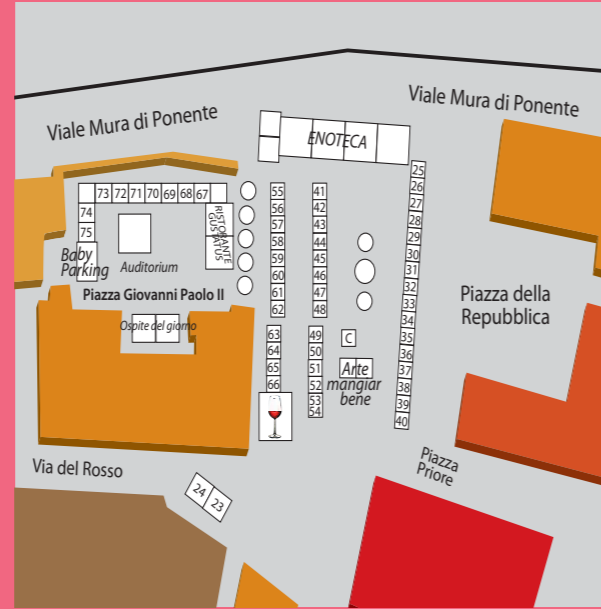 Viale Mura di Ponente
Viale Mura di Ponente
ENOTECA
73 72 71 70 69 68 67
74
75
RISTORANTE
GUSTATUS
Baby
Parking
Auditorium
Piazza Giovanni Paolo II
Ospite del giorno
55
56
57
58
59
60
61
62
63
64
65
66
41
42
43
44
45
46
47
48
49
50
51
52
53
54
C
Arte
mangiar
bene
25
26
27
28
29
30
31
32
33
34
35
36
37
38
39
40
Piazza della
Repubblica
Piazza
Priore
Via del Rosso
24 23